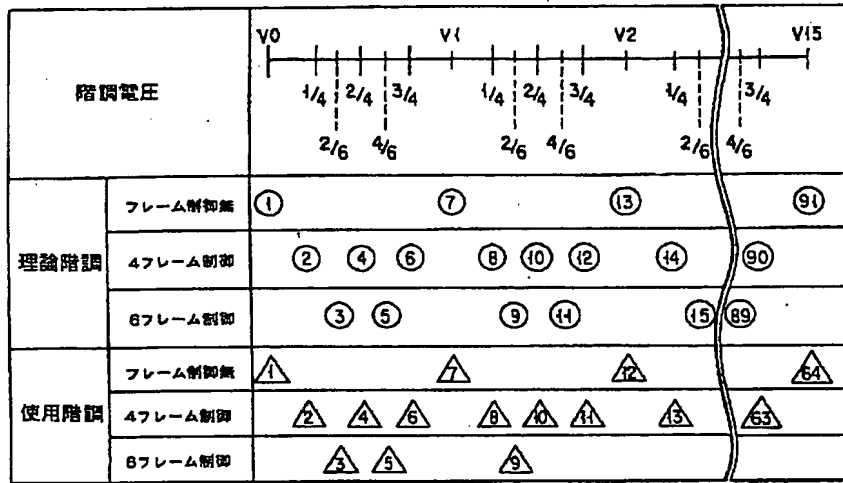 階調電圧
V0 V1 V2 V15
1/4 2/4 3/4 1/4 2/4 3/4 1/4 3/4
2/6 4/6 2/6 4/6 2/6 4/6
理論階調
フレーム制御無 1 7 13 91
4フレーム制御 2 4 6 8 10 12 14 90
6フレーム制御 3 5 9 11 15 89
使用階調
フレーム制御無 1 7 12 64
4フレーム制御 2 4 6 8 10 11 13 63
6フレーム制御 3 5 9